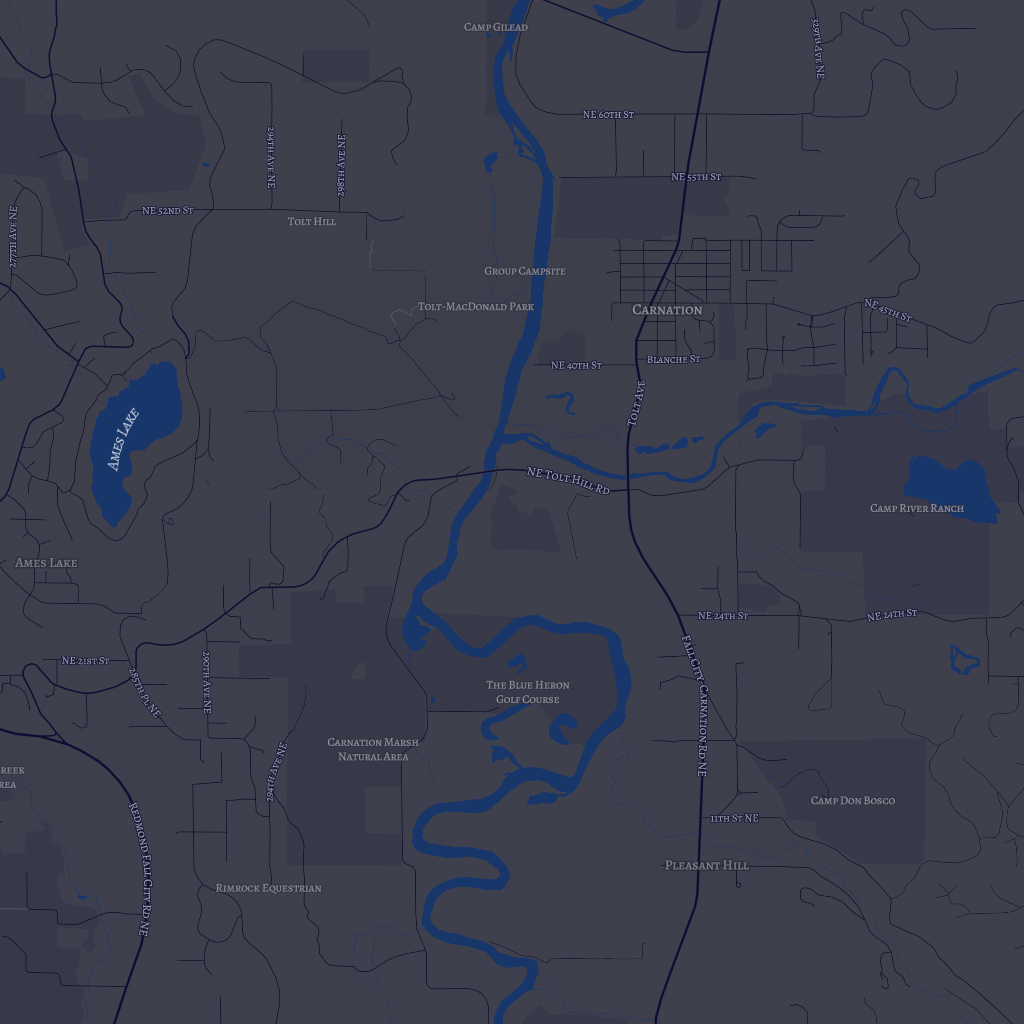 Camp Gilead
329th Ave NE
NE 60th St
294th Ave NE
298th Ave NE
NE 55th St
NE 52nd St
Tolt Hill
277th Ave NE
Group Campsite
Tolt-MacDonald Park
Carnation
NE 45th St
NE 40th St
Blanche St
Tolt Ave
Ames Lake
NE Tolt Hill Rd
Camp River Ranch
Ames Lake
NE 24th St
NE 24th St
NE 21st St
285th Pl NE
290th Ave NE
Fall City-Carnation Rd NE
The Blue Heron
Golf Course
Carnation Marsh
Natural Area
294th Ave NE
reek
rea
Camp Don Bosco
11th St NE
Redmond Fall City Rd NE
Pleasant Hill
Rimrock Equestrian